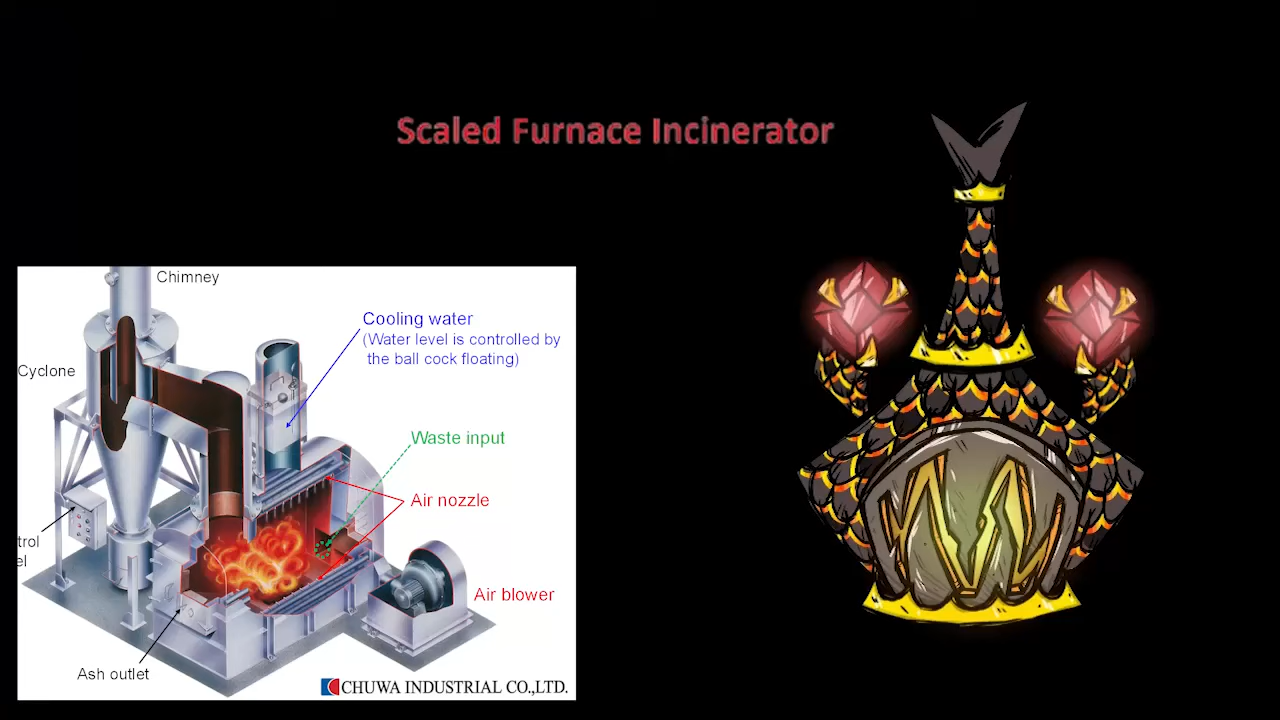 Scaled Furnace Incinerator
Chimney
Cooling water
(Water level is controlled by
the ball cock floating)
Cyclone
Waste input
Air nozzle
trol
el
Air blower
Ash outlet
CHUWA INDUSTRIAL CO.,LTD.